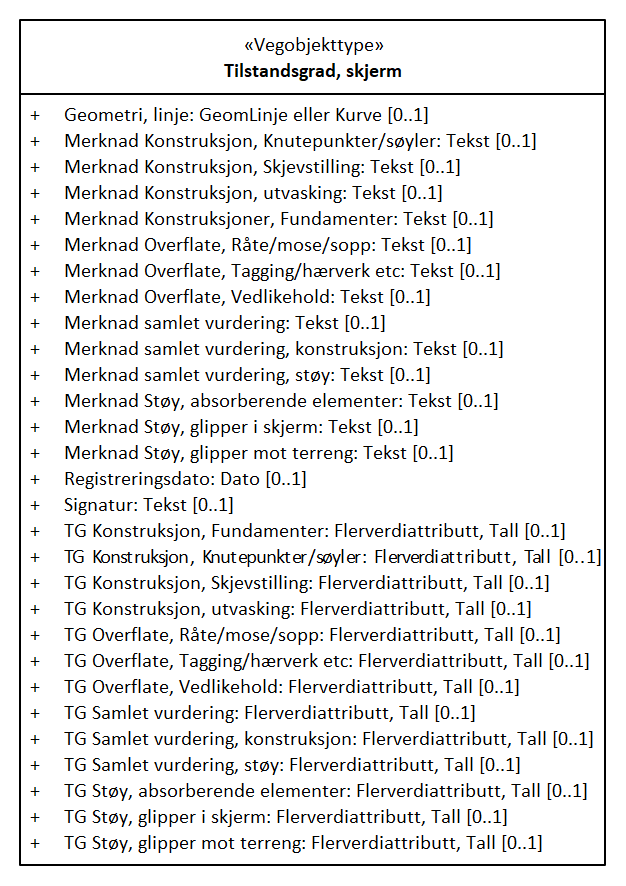 «Vegobjekttype»
Tilstandsgrad, skjerm
+ Geometri, linje: GeomLinje eller Kurve [0..1]
+ Merknad Konstruksjon, Knutepunkter/søyler: Tekst [0..1]
+ Merknad Konstruksjon, Skjevstilling: Tekst [0..1]
+ Merknad Konstruksjon, utvasking: Tekst [0..1]
+ Merknad Konstruksjoner, Fundamenter: Tekst [0..1]
+ Merknad Overflate, Råte/mose/sopp: Tekst [0..1]
+ Merknad Overflate, Tagging/hærverk etc: Tekst [0..1]
+ Merknad Overflate, Vedlikehold: Tekst [0..1]
+ Merknad samlet vurdering: Tekst [0..1]
+ Merknad samlet vurdering, konstruksjon: Tekst [0..1]
+ Merknad samlet vurdering, støy: Tekst [0..1]
+ Merknad Støy, absorberende elementer: Tekst [0..1]
+ Merknad Støy, glipper i skjerm: Tekst [0..1]
+ Merknad Støy, glipper mot terreng: Tekst [0..1]
+ Registreringsdato: Dato [0..1]
+ Signatur: Tekst [0..1]
+ TG Konstruksjon, Fundamenter: Flerverdiattributt, Tall [0..1]
+ TG Konstruksjon, Knutepunkter/søyler: Flerverdiattributt, Tall [0..1]
+ TG Konstruksjon, Skjevstilling: Flerverdiattributt, Tall [0..1]
+ TG Konstruksjon, utvasking: Flerverdiattributt, Tall [0..1]
+ TG Overflate, Råte/mose/sopp: Flerverdiattributt, Tall [0..1]
+ TG Overflate, Tagging/hærverk etc: Flerverdiattributt, Tall [0..1]
+ TG Overflate, Vedlikehold: Flerverdiattributt, Tall [0..1]
+ TG Samlet vurdering: Flerverdiattributt, Tall [0..1]
+ TG Samlet vurdering, konstruksjon: Flerverdiattributt, Tall [0..1]
+ TG Samlet vurdering, støy: Flerverdiattributt, Tall [0..1]
+ TG Støy, absorberende elementer: Flerverdiattributt, Tall [0..1]
+ TG Støy, glipper i skjerm: Flerverdiattributt, Tall [0..1]
+ TG Støy, glipper mot terreng: Flerverdiattributt, Tall [0..1]